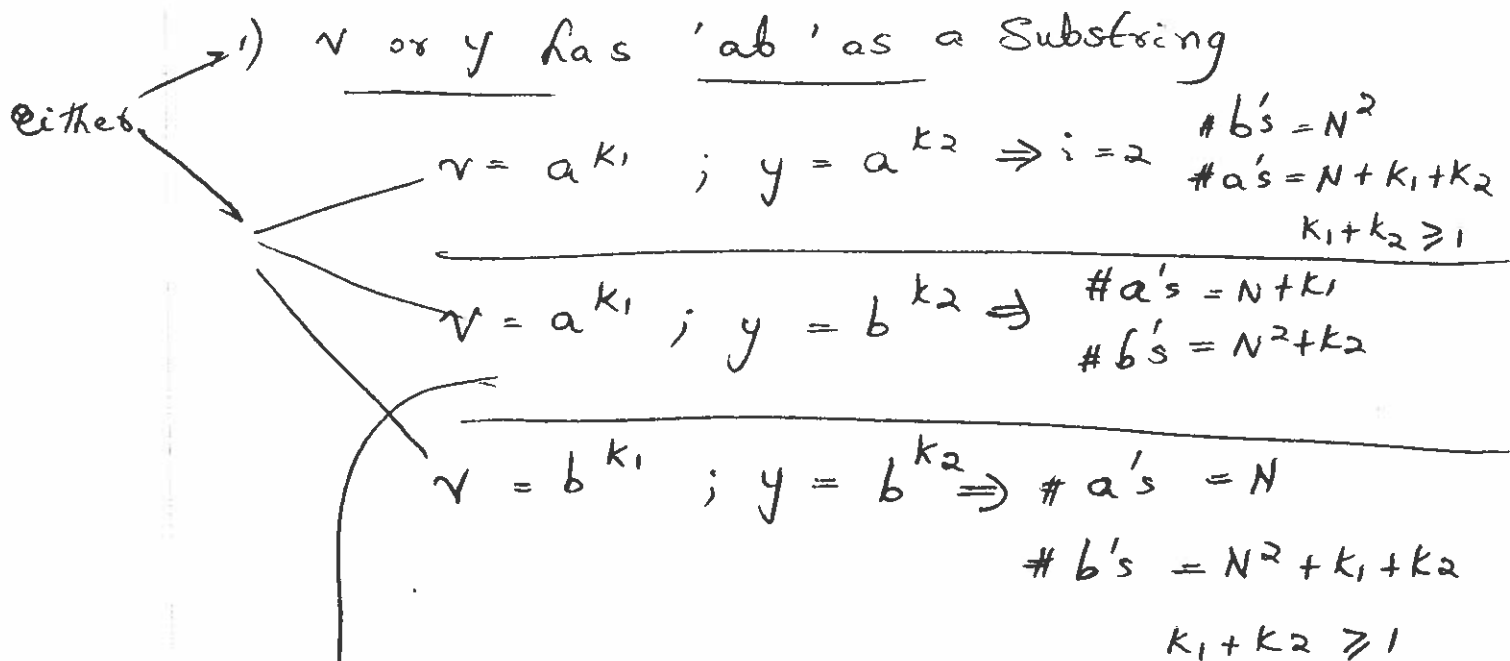 1) v or y has 'ab' as a Substring
either
v = a^k1 ; y = a^k2 ⇒ i = 2 # b's = N^2
# a's = N + k1 + k2
k1 + k2 ⩾ 1
v = a^k1 ; y = b^k2 ⇒ # a's = N + k1
# b's = N^2 + k2
v = b^k1 ; y = b^k2 ⇒ # a's = N
# b's = N^2 + k1 + k2
k1 + k2 ⩾ 1